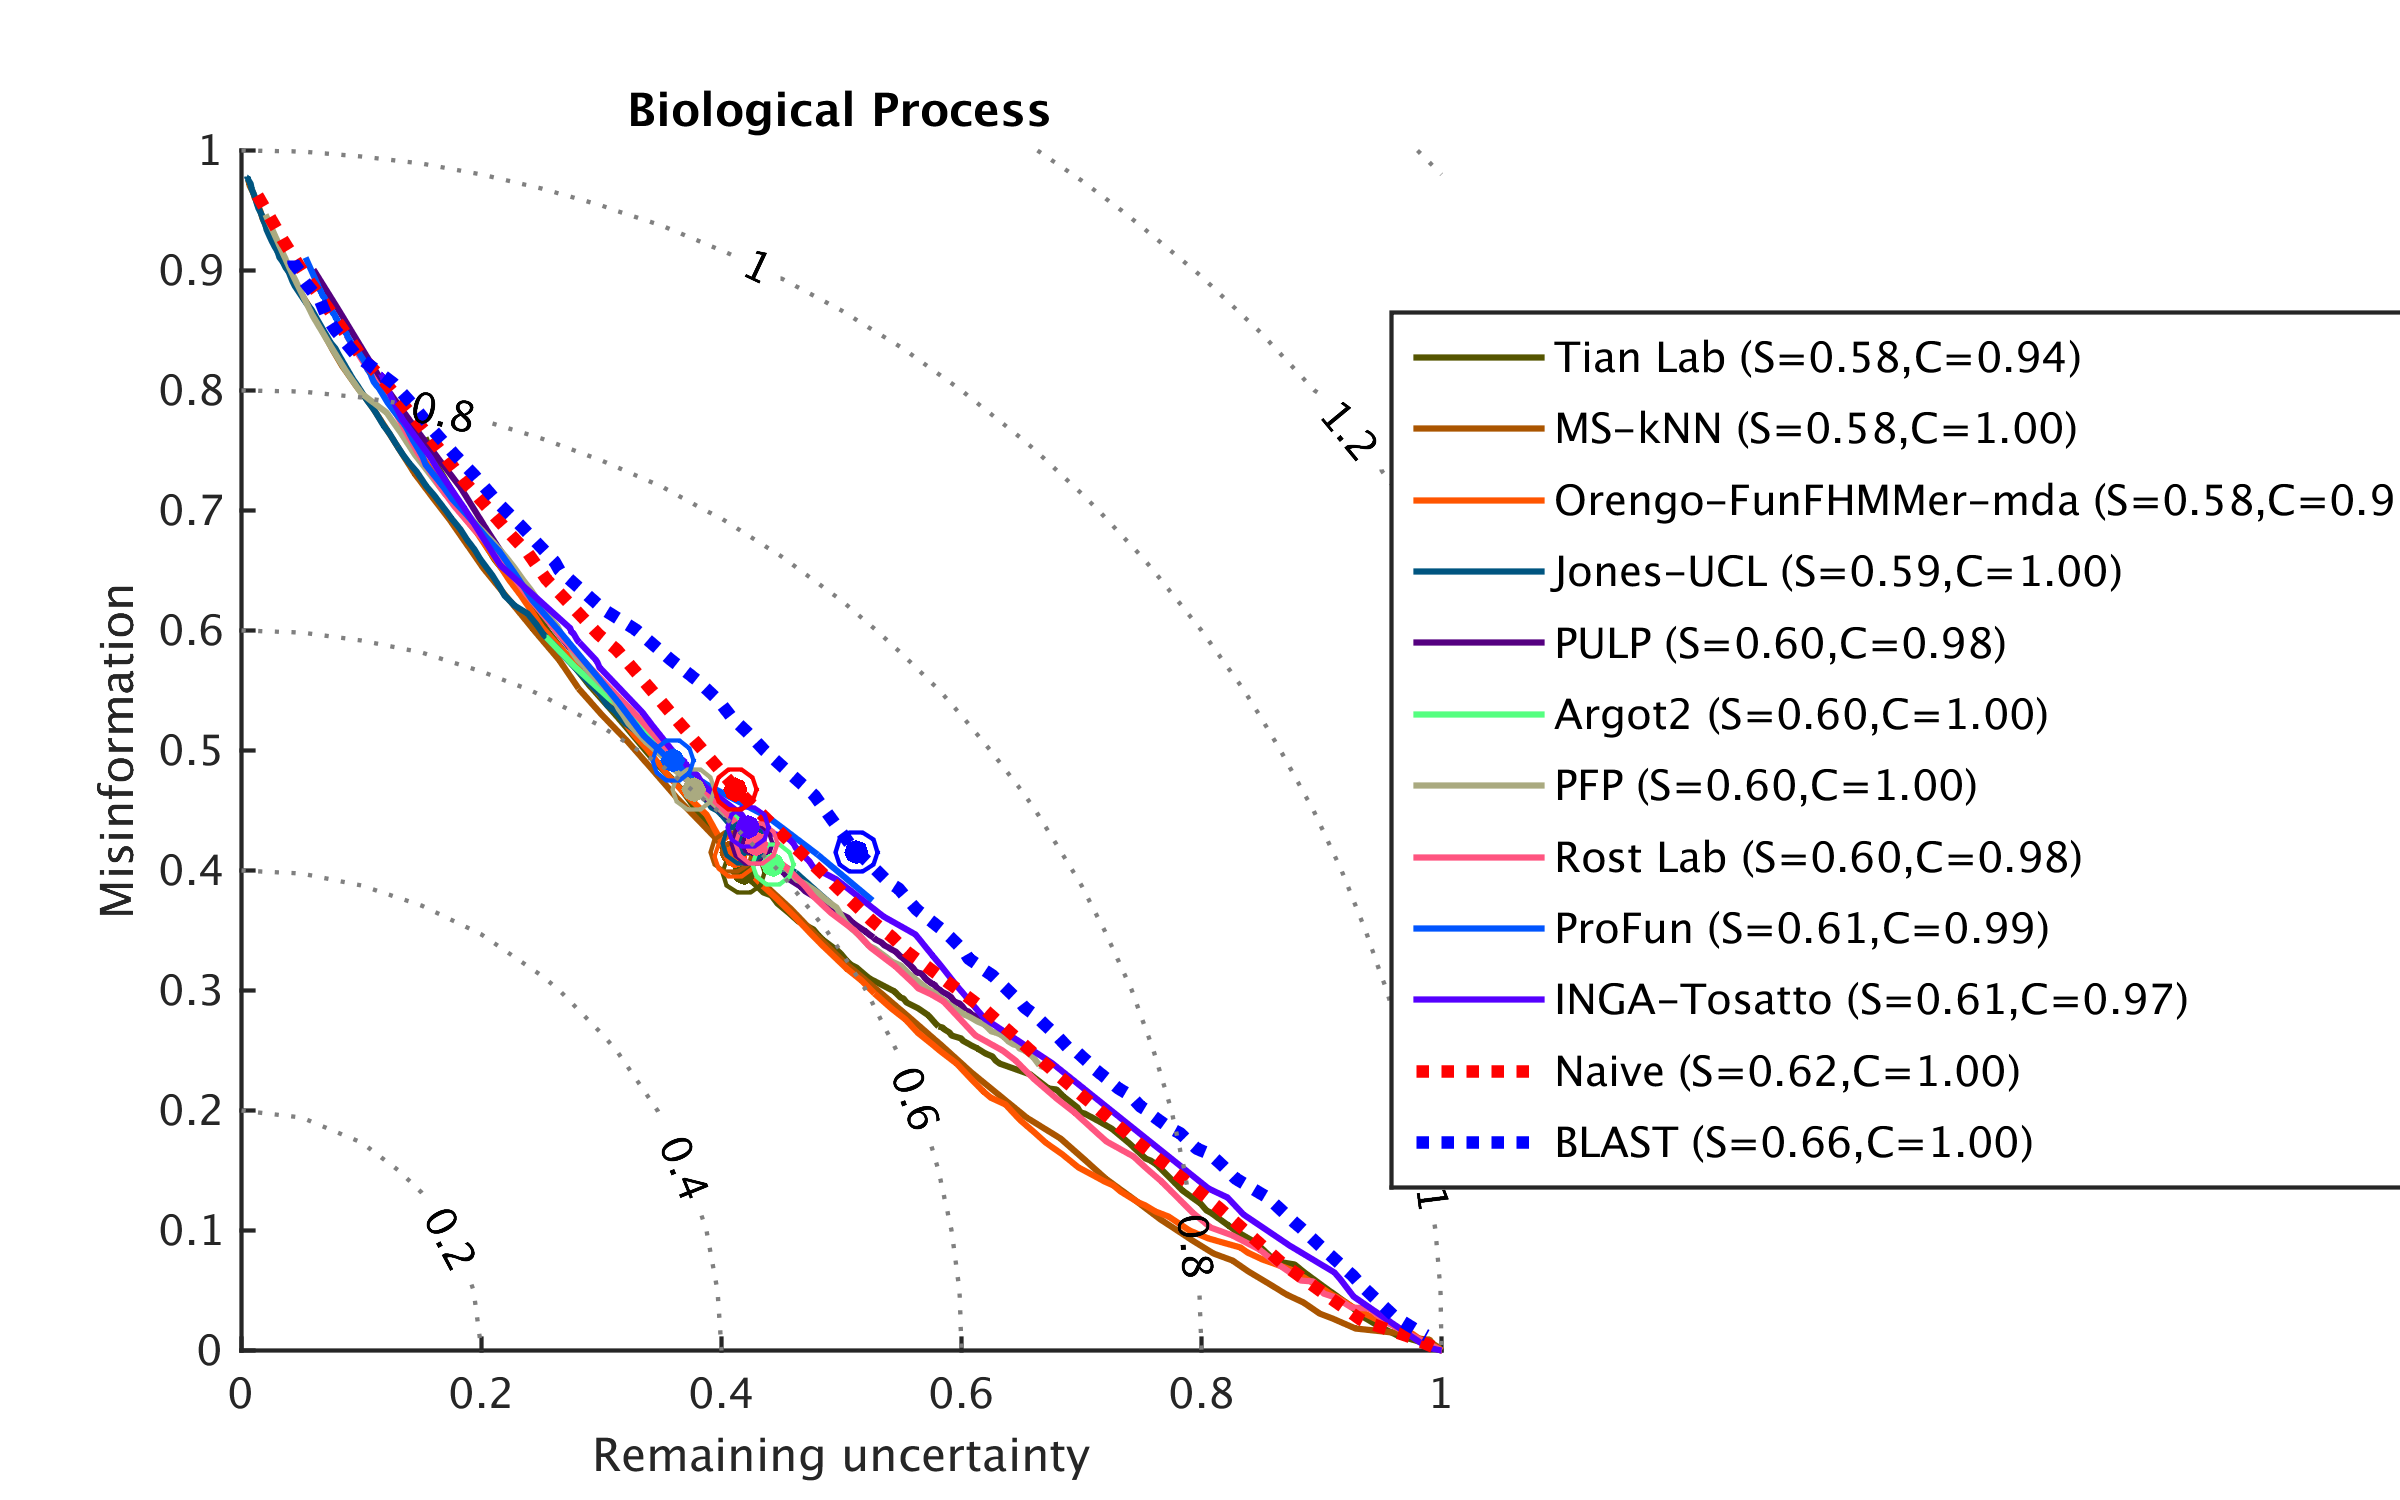 Biological Process
1
0.9
0.8
0.7
0.6
0.5
0.4
0.3
0.2
0.1
0
Misinformation
0
0.2
0.4
0.6
0.8
1
Remaining uncertainty
1
0.8
1.2
0.6
0.4
0.2
0.8
1
Tian Lab (S=0.58,C=0.94)
MS-kNN (S=0.58,C=1.00)
Orengo-FunFHMMer-mda (S=0.58,C=0.9
Jones-UCL (S=0.59,C=1.00)
PULP (S=0.60,C=0.98)
Argot2 (S=0.60,C=1.00)
PFP (S=0.60,C=1.00)
Rost Lab (S=0.60,C=0.98)
ProFun (S=0.61,C=0.99)
INGA-Tosatto (S=0.61,C=0.97)
Naive (S=0.62,C=1.00)
BLAST (S=0.66,C=1.00)